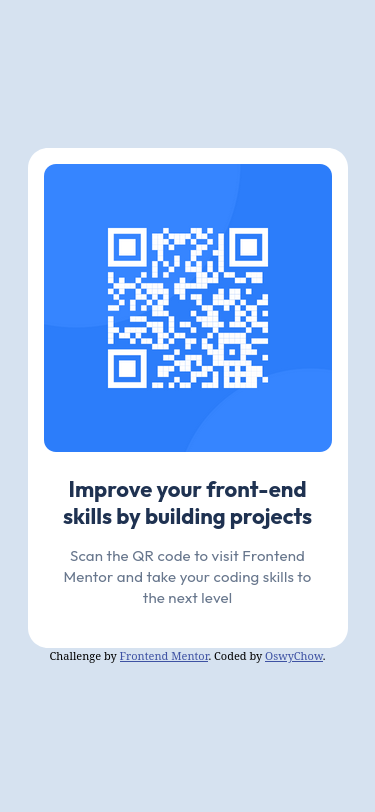 Improve your front-end
skills by building projects
Scan the QR code to visit Frontend
Mentor and take your coding skills to
the next level
Challenge by Frontend Mentor. Coded by OswyChow.